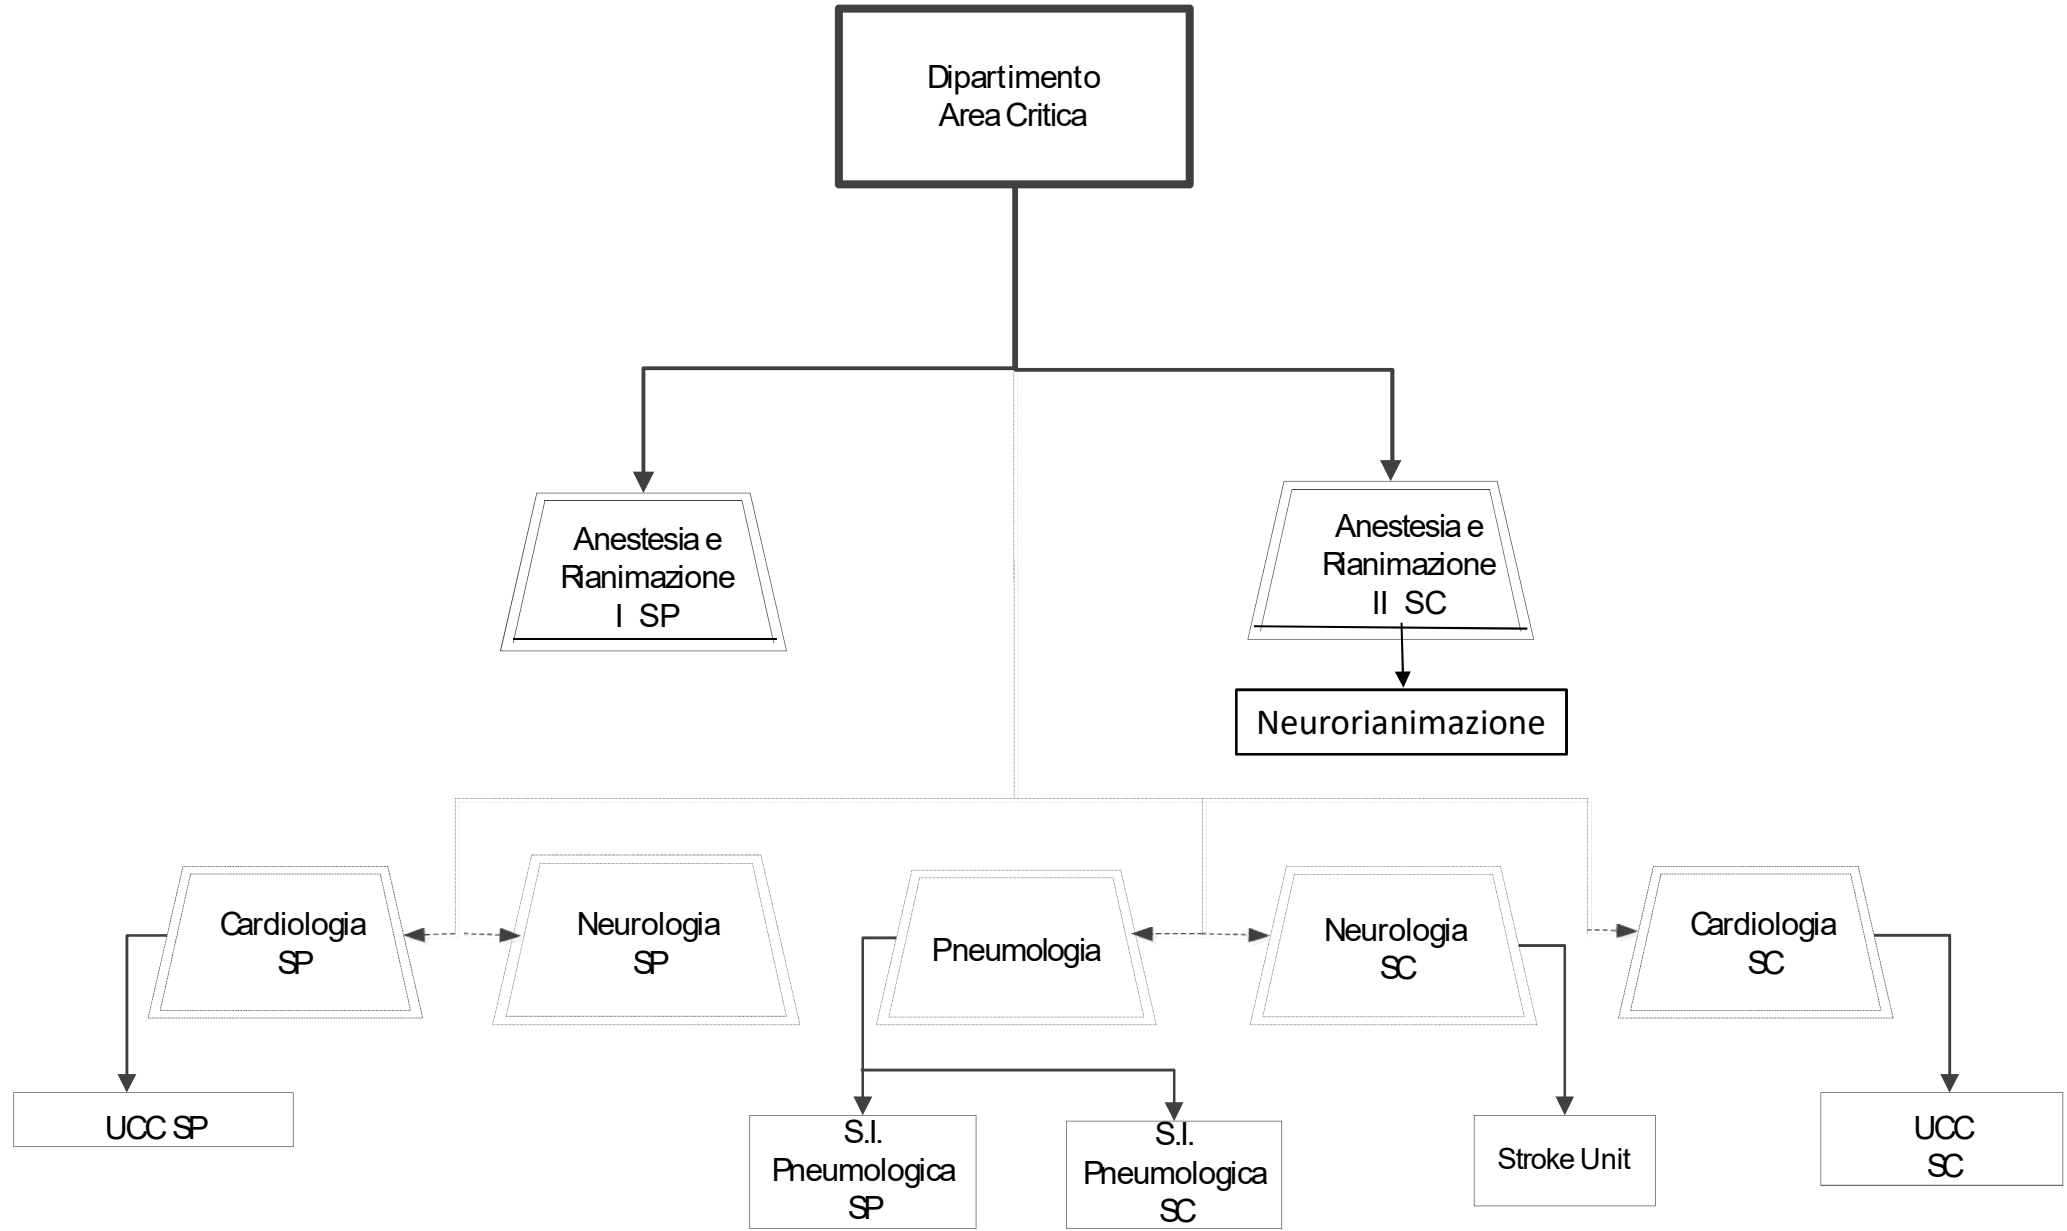 Dipartimento
Area Critica
Anestesia e
Rianimazione
I SP
Anestesia e
Rianimazione
II SC
Neurorianimazione
Cardiologia
SP
Neurologia
SP
Pneumologia
Neurologia
SC
Cardiologia
SC
UCC SP
S.I.
Pneumologica
SP
S.I.
Pneumologica
SC
Stroke Unit
UCC
SC